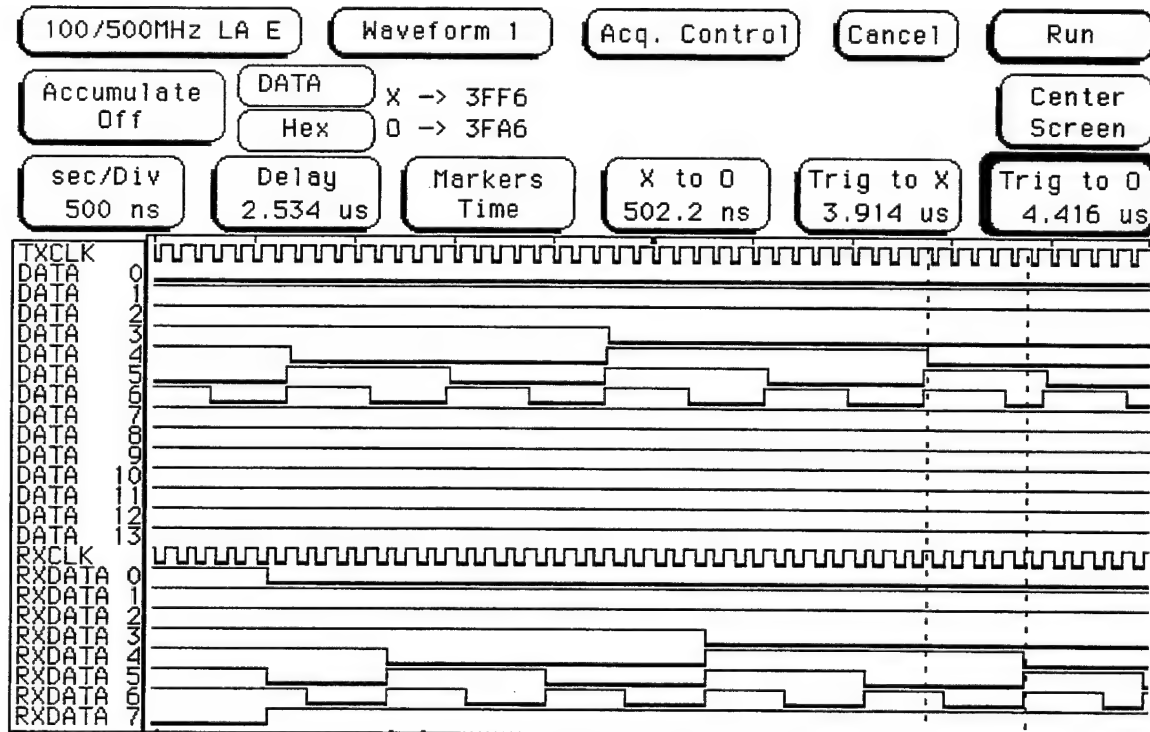 100/500MHz LA E Waveform 1 Acq. Control Cancel Run
Accumulate Off DATA X -> 3FF6 Center Screen
Hex O -> 3FA6
sec/Div Delay Markers X to O Trig to X Trig to O
500 ns 2.534 us Time 502.2 ns 3.914 us 4.416 us
TXCLK
DATA 0
DATA 1
DATA 2
DATA 3
DATA 4
DATA 5
DATA 6
DATA 7
DATA 8
DATA 9
DATA 10
DATA 11
DATA 12
DATA 13
RXCLK
RXDATA 0
RXDATA 1
RXDATA 2
RXDATA 3
RXDATA 4
RXDATA 5
RXDATA 6
RXDATA 7